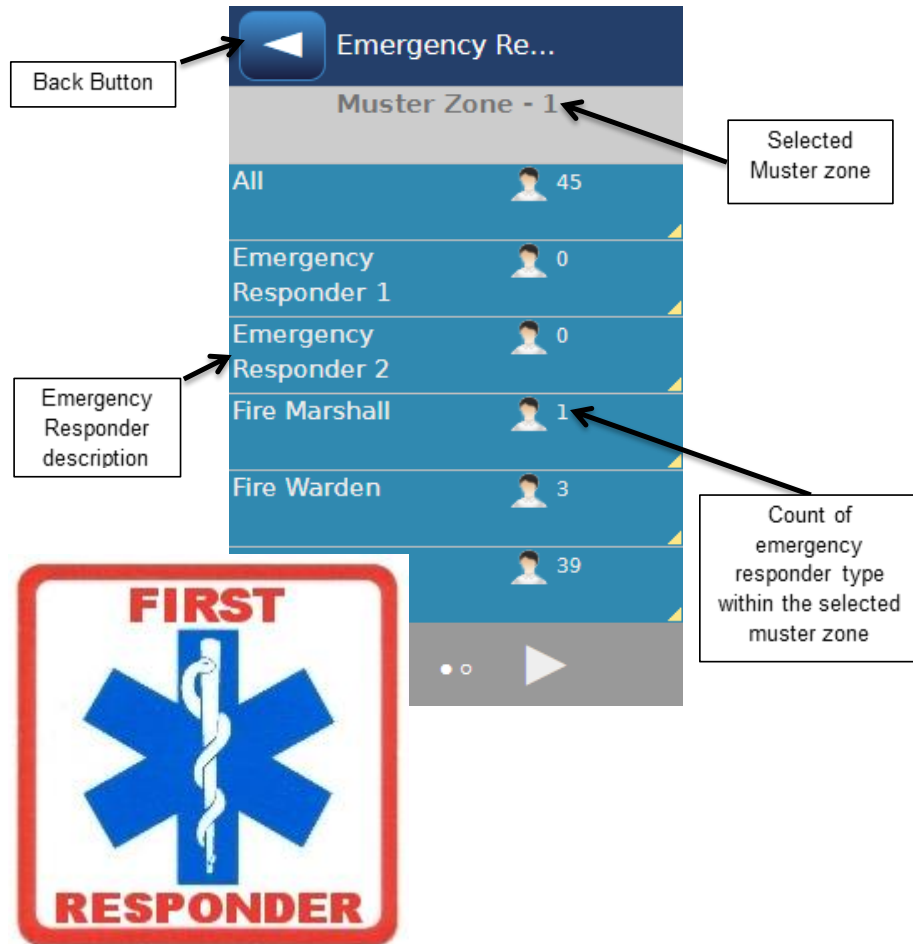 Emergency Re...
Back Button
Muster Zone - 1
Selected
Muster zone
All 45
Emergency 0
Responder 1
Emergency 0
Responder 2
Emergency
Responder
description
Fire Marshall 1
Fire Warden 3
Count of
emergency
responder type
within the selected
muster zone
39
FIRST
RESPONDER